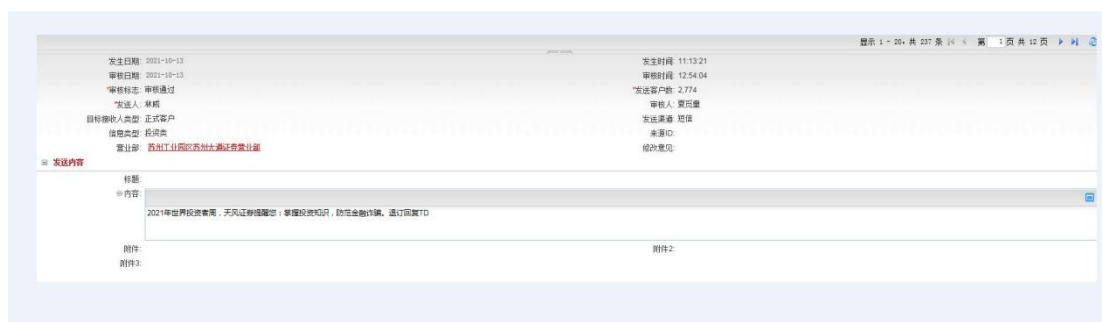 显示 1 - 20, 共 237 条 第 1 页 共 12 页
发生日期: 2021-10-13 发生时间: 11:13:21
审核日期: 2021-10-13 审核时间: 12:54:04
*审核标志: 审核通过 *发送客户数: 2,774
*发送人: 林威 审核人: 夏历量
目标接收人类型: 正式客户 发送渠道: 短信
信息类型: 投资类 来源ID:
营业部: 苏州工业园区苏州大道证券营业部 修改意见:
发送内容
标题:
内容:
2021年世界投资者周,天风证券提醒您:掌握投资知识,防范金融诈骗。退订回复TD
附件: 附件2:
附件3: